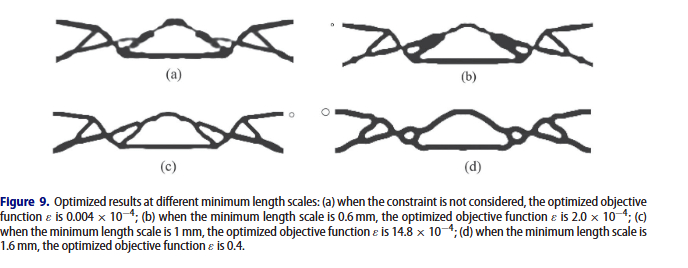 (a)
(b)
(c)
(d)
Figure 9. Optimized results at different minimum length scales: (a) when the constraint is not considered, the optimized objective
function ε is 0.004 × 10⁻⁴; (b) when the minimum length scale is 0.6 mm, the optimized objective function ε is 2.0 × 10⁻⁴; (c)
when the minimum length scale is 1 mm, the optimized objective function ε is 14.8 × 10⁻⁴; (d) when the minimum length scale is
1.6 mm, the optimized objective function ε is 0.4.